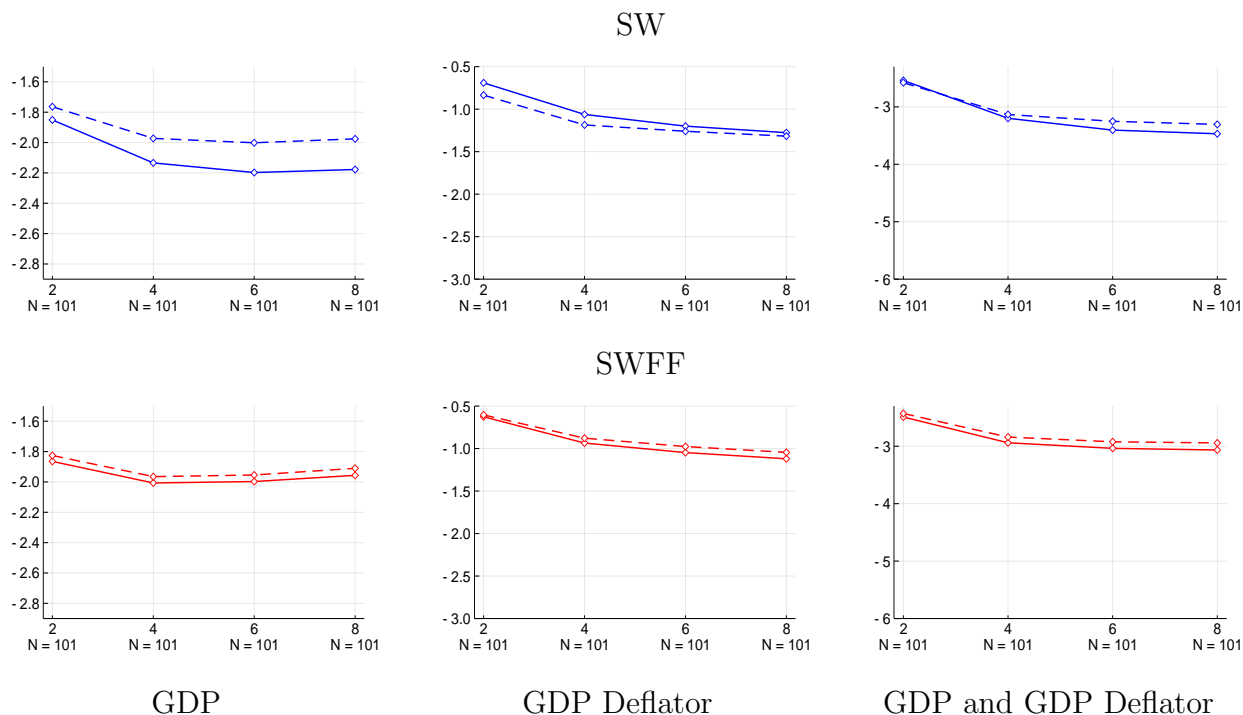 SW
- 1.6
- 1.8
- 2.0
- 2.2
- 2.4
- 2.6
- 2.8
2 4 6 8
N = 101 N = 101 N = 101 N = 101
- 0.5
- 1.0
- 1.5
- 2.0
- 2.5
- 3.0
2 4 6 8
N = 101 N = 101 N = 101 N = 101
- 3
- 4
- 5
- 6
2 4 6 8
N = 101 N = 101 N = 101 N = 101
SWFF
- 1.6
- 1.8
- 2.0
- 2.2
- 2.4
- 2.6
- 2.8
2 4 6 8
N = 101 N = 101 N = 101 N = 101
- 0.5
- 1.0
- 1.5
- 2.0
- 2.5
- 3.0
2 4 6 8
N = 101 N = 101 N = 101 N = 101
- 3
- 4
- 5
- 6
2 4 6 8
N = 101 N = 101 N = 101 N = 101
GDP
GDP Deflator
GDP and GDP Deflator